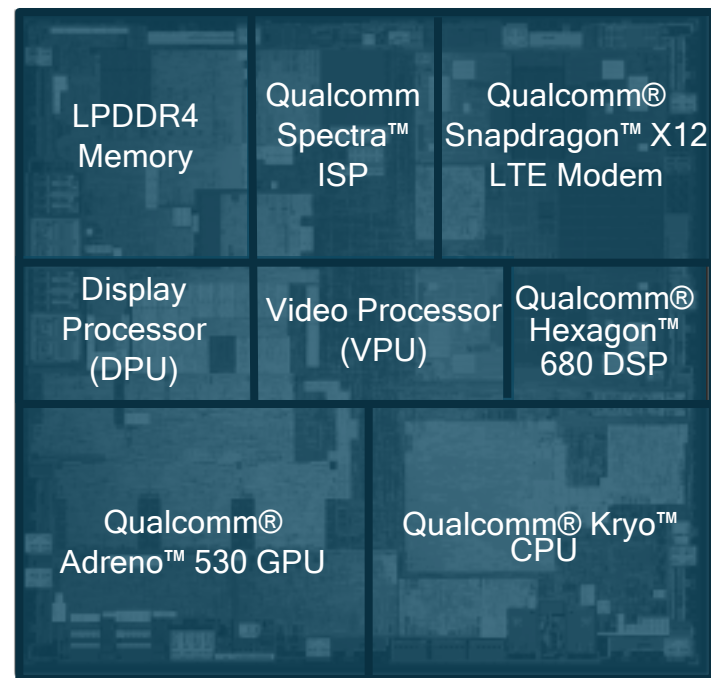 LPDDR4
Memory
Qualcomm
Spectra™
ISP
Qualcomm®
Snapdragon™ X12
LTE Modem
Display
Processor
(DPU)
Video Processor
(VPU)
Qualcomm®
Hexagon™
680 DSP
Qualcomm®
Adreno™ 530 GPU
Qualcomm® Kryo™
CPU